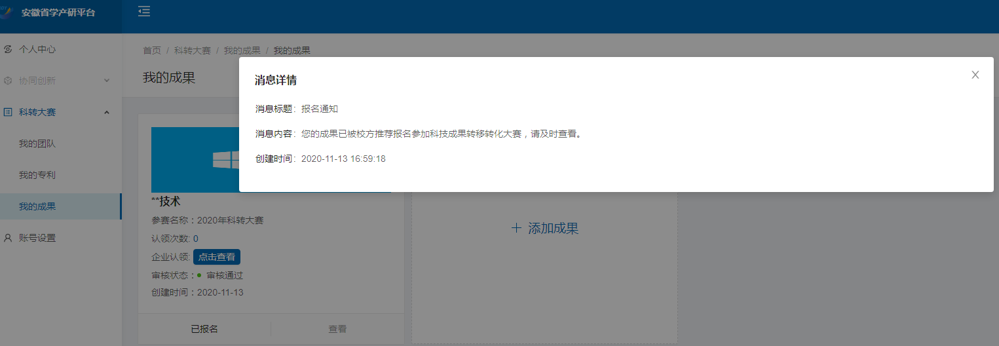 安徽省学产研平台
个人中心
协同创新
科转大赛
我的团队
我的专利
我的成果
账号设置
首页 / 科转大赛 / 我的成果 / 我的成果
我的成果
消息详情
消息标题：报名通知
消息内容：您的成果已被校方推荐报名参加科技成果转移转化大赛，请及时查看。
创建时间：2020-11-13 16:59:18
**技术
参赛名称：2020年科转大赛
认领次数: 0
企业认领: 点击查看
审核状态： 审核通过
创建时间：2020-11-13
已报名 查看
添加成果